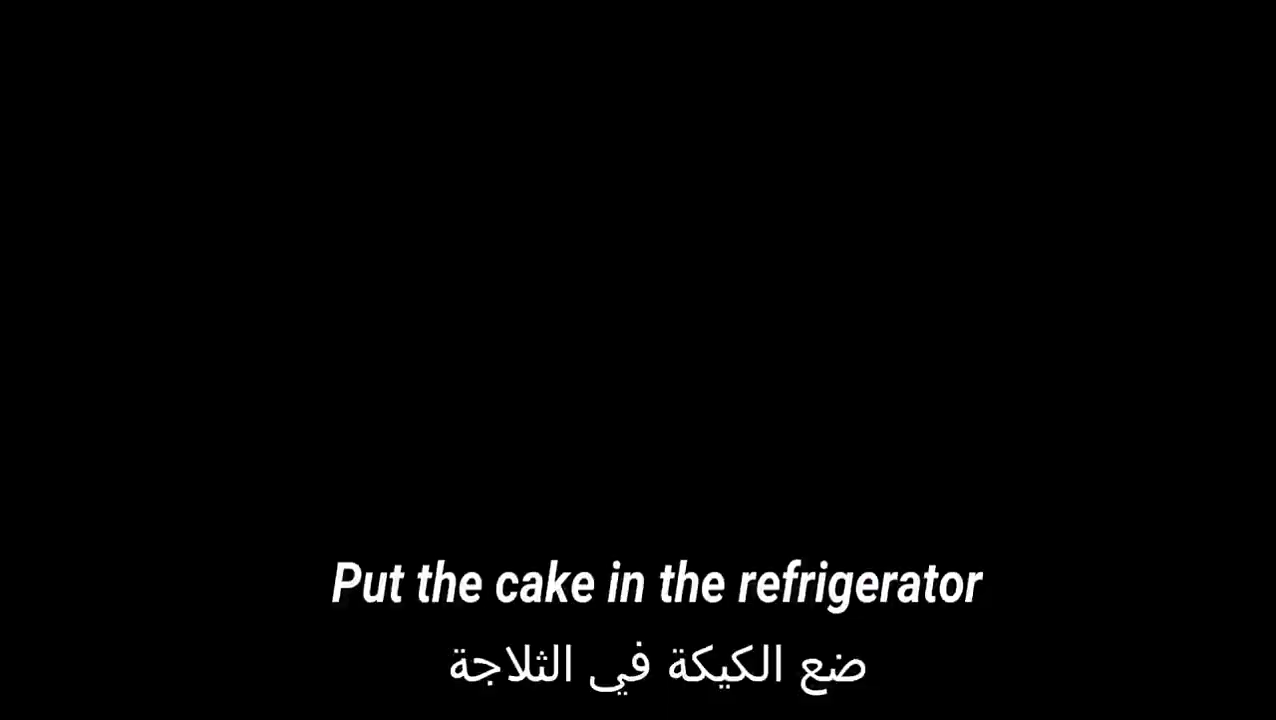 Put the cake in the refrigerator
ضع الكيكة في الثلاجة